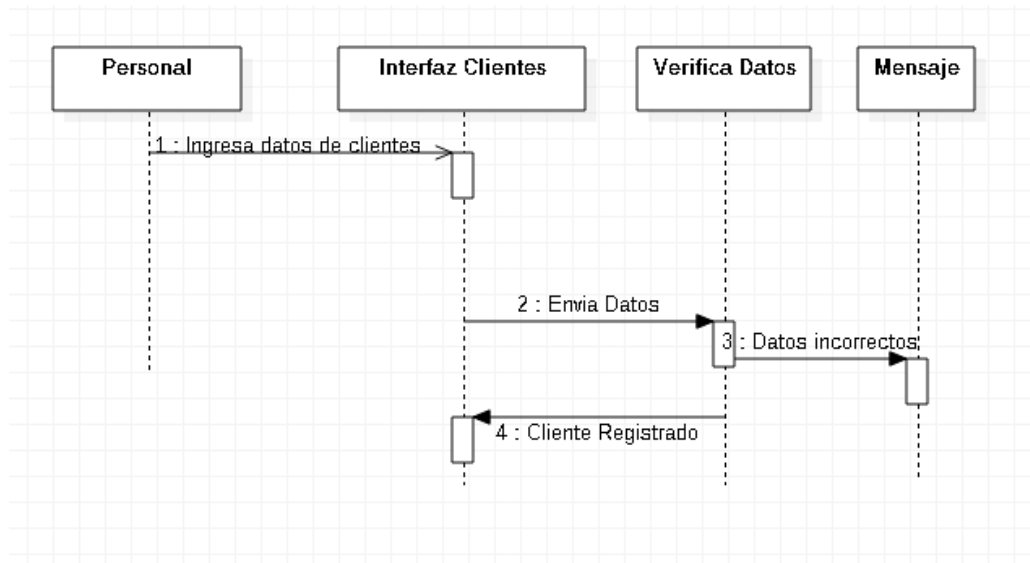 Personal
Interfaz Clientes
Verifica Datos
Mensaje
1 : Ingresa datos de clientes
2 : Envia Datos
3 : Datos incorrectos
4 : Cliente Registrado